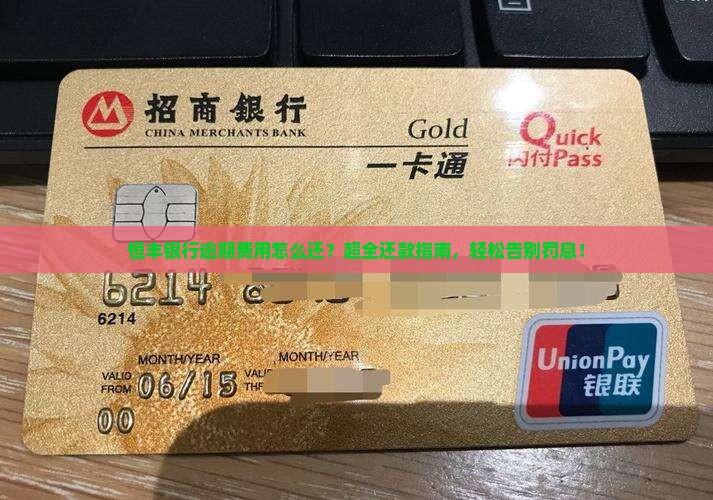 招商銀行
CHINA MERCHANTS BANK
Gold
一卡通
Quick
闪付Pass
恒丰银行逾期费用怎么还？超全还款指南，轻松告别罚息！
6214
6214
MONTH/YEAR
MONTH/YEAR
VALID FROM
06/15
VALID
00
UnionPay
银联